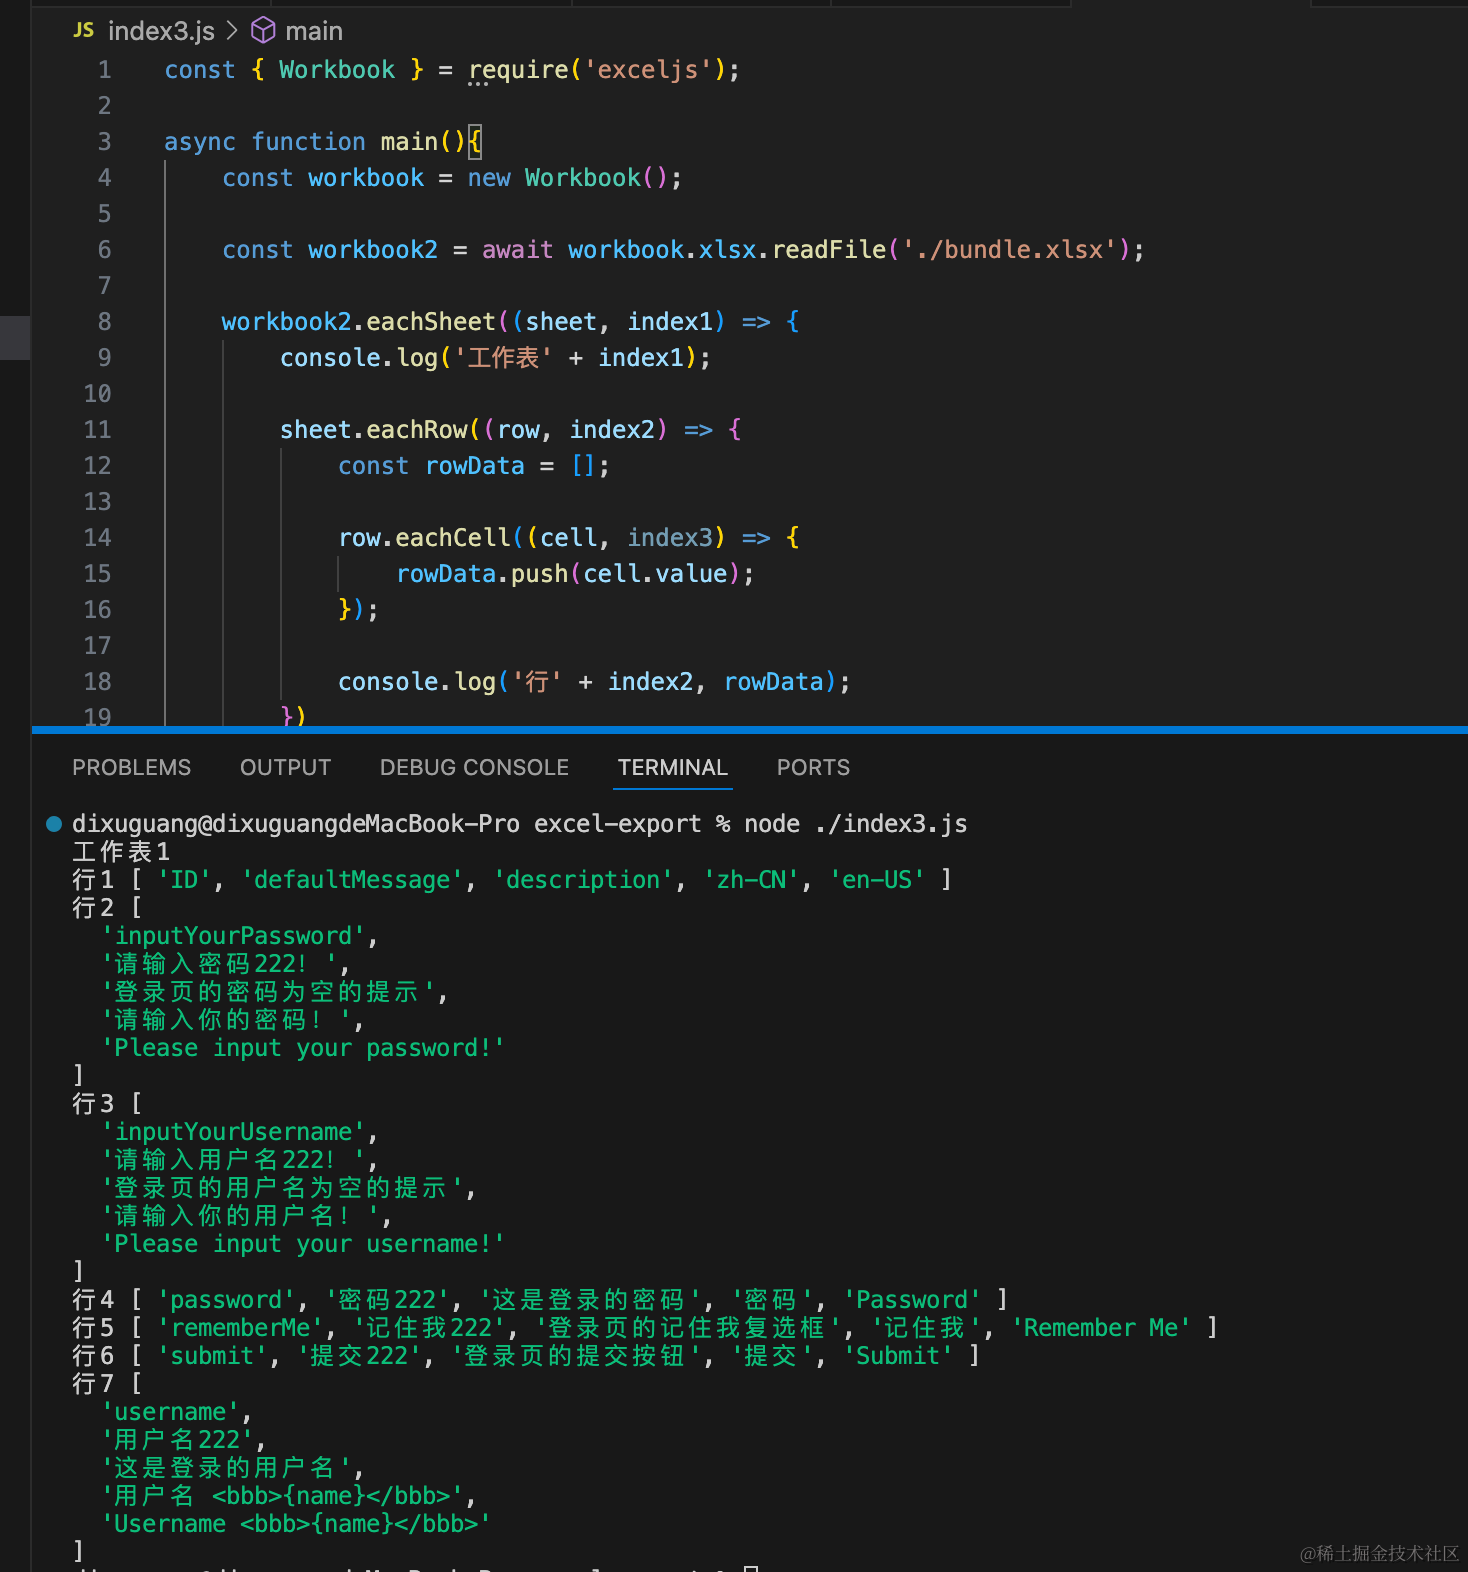 JS index3.js > main
1 const { Workbook } = require('exceljs');
2
3 async function main(){
4 const workbook = new Workbook();
5
6 const workbook2 = await workbook.xlsx.readFile('./bundle.xlsx');
7
8 workbook2.eachSheet((sheet, index1) => {
9 console.log('工作表' + index1);
10
11 sheet.eachRow((row, index2) => {
12 const rowData = [];
13
14 row.eachCell((cell, index3) => {
15 rowData.push(cell.value);
16 });
17
18 console.log('行' + index2, rowData);
19 })
PROBLEMS OUTPUT DEBUG CONSOLE TERMINAL PORTS
dixuguang@dixuguangdeMacBook-Pro excel-export % node ./index3.js
工作表1
行1 [ 'ID', 'defaultMessage', 'description', 'zh-CN', 'en-US' ]
行2 [
'inputYourPassword',
'请输入密码222！',
'登录页的密码为空的提示',
'请输入你的密码！',
'Please input your password!'
]
行3 [
'inputYourUsername',
'请输入用户名222！',
'登录页的用户名为空的提示',
'请输入你的用户名！',
'Please input your username!'
]
行4 [ 'password', '密码222', '这是登录的密码', '密码', 'Password' ]
行5 [ 'rememberMe', '记住我222', '登录页的记住我复选框', '记住我', 'Remember Me' ]
行6 [ 'submit', '提交222', '登录页的提交按钮', '提交', 'Submit' ]
行7 [
'username',
'用户名222',
'这是登录的用户名',
'用户名 <bbb>{name}</bbb>',
'Username <bbb>{name}</bbb>'
]
@稀土掘金技术社区